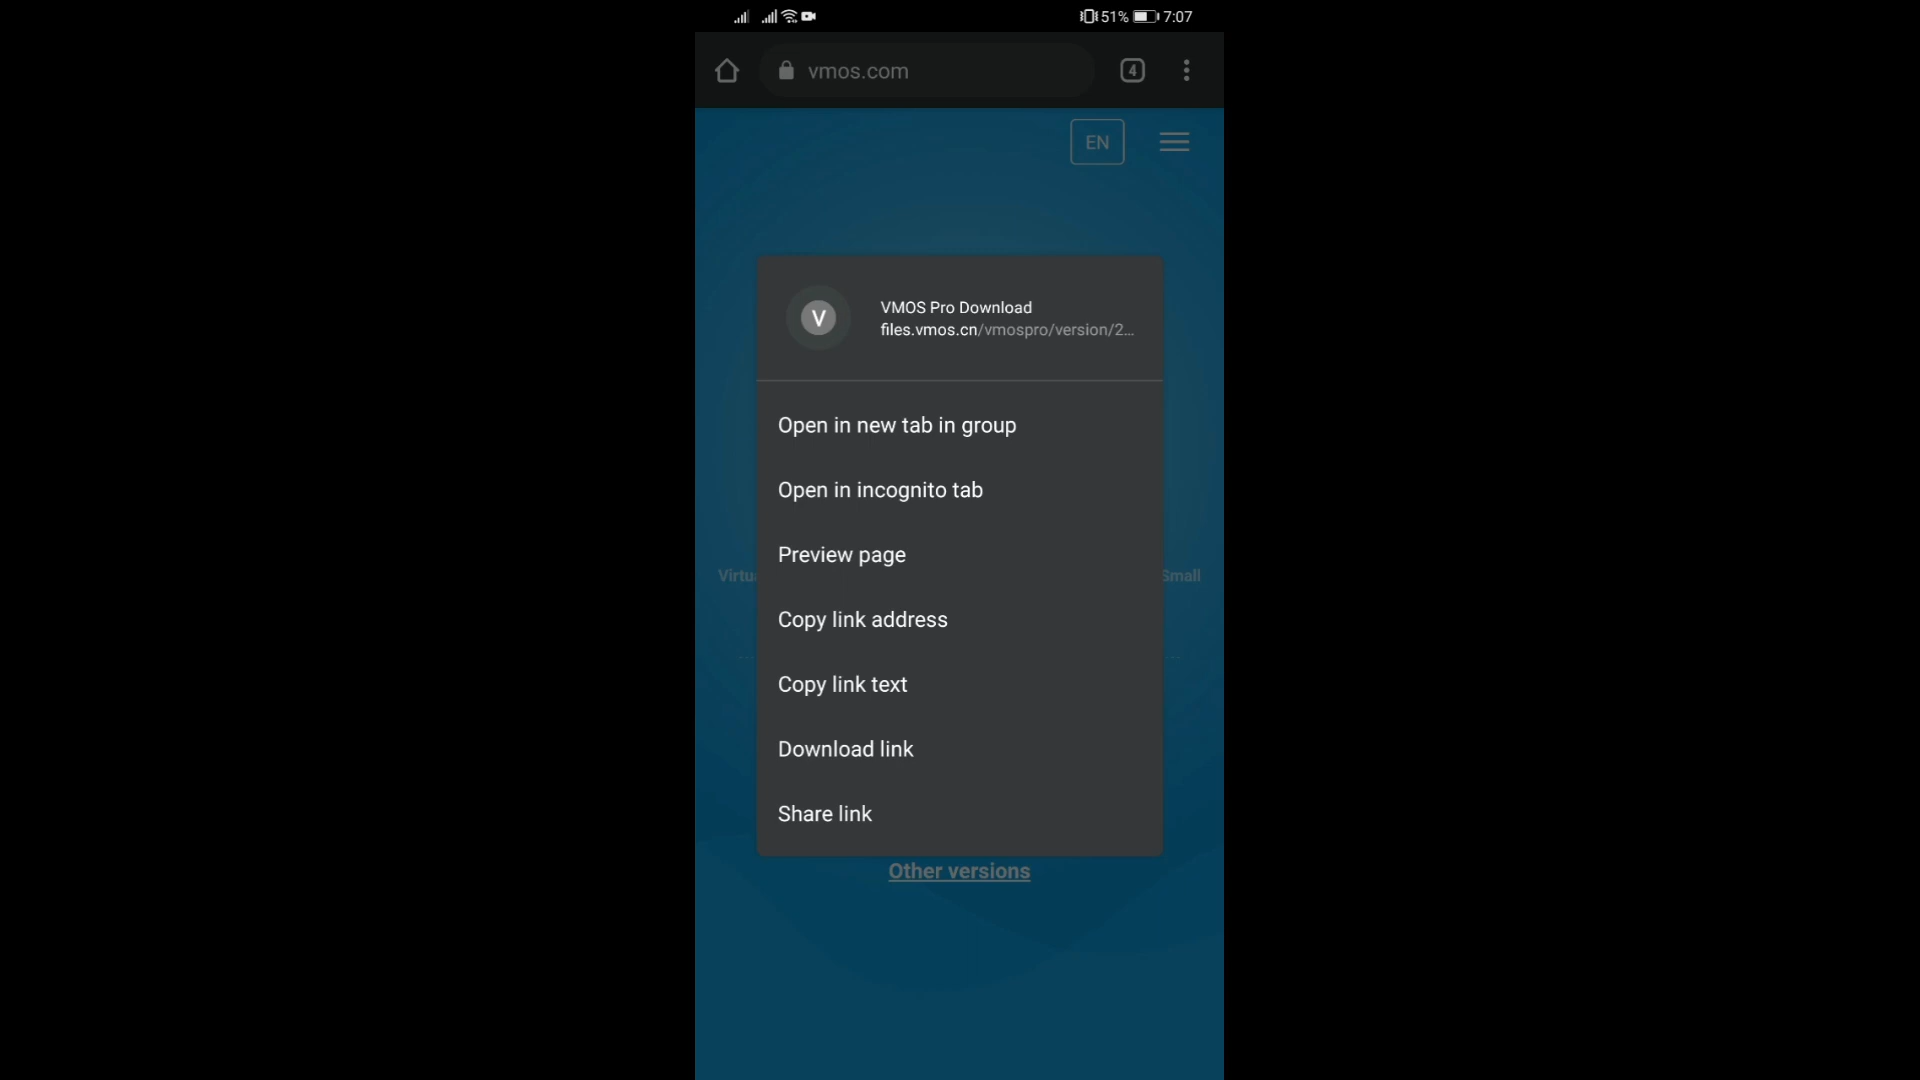 51% 7:07
vmos.com
4
EN
V
VMOS Pro Download
files.vmos.cn/vmospro/version/2...
Open in new tab in group
Open in incognito tab
Preview page
Virtu
Small
Copy link address
Copy link text
Download link
Share link
Other versions